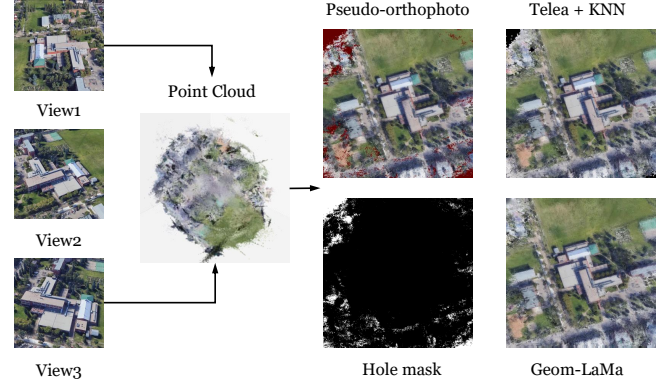 Pseudo-orthophoto
Telea + KNN
Point Cloud
View1
View2
View3
Hole mask
Geom-LaMa